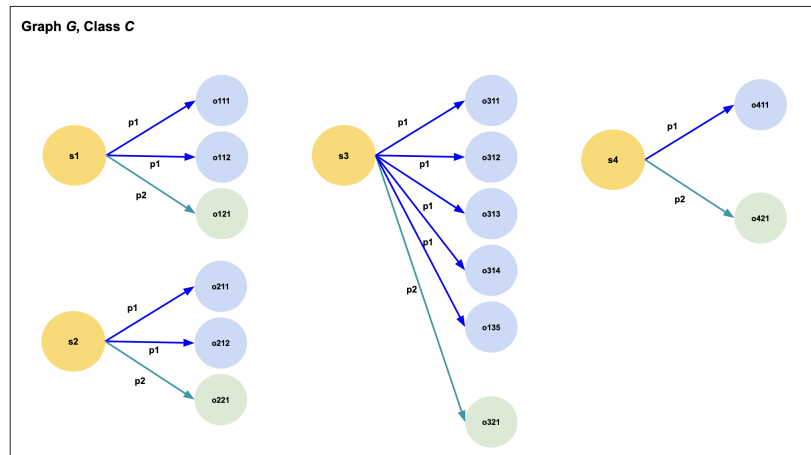 Graph G, Class C
s1
p1
p1
p2
o111
o112
o121
s2
p1
p1
p2
o211
o212
o221
s3
p1
p1
p1
p1
p2
o311
o312
o313
o314
o135
o321
s4
p1
p2
o411
o421